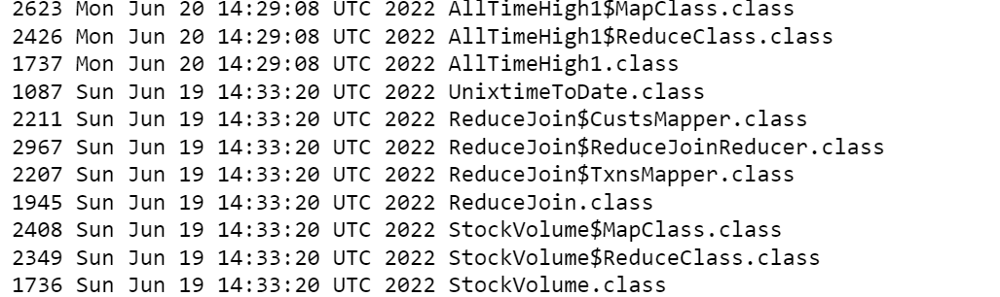 2623 Mon Jun 20 14:29:08 UTC 2022 AllTimeHigh1$MapClass.class
2426 Mon Jun 20 14:29:08 UTC 2022 AllTimeHigh1$ReduceClass.class
1737 Mon Jun 20 14:29:08 UTC 2022 AllTimeHigh1.class
1087 Sun Jun 19 14:33:20 UTC 2022 UnixtimeToDate.class
2211 Sun Jun 19 14:33:20 UTC 2022 ReduceJoin$CustsMapper.class
2967 Sun Jun 19 14:33:20 UTC 2022 ReduceJoin$ReduceJoinReducer.class
2207 Sun Jun 19 14:33:20 UTC 2022 ReduceJoin$TxnsMapper.class
1945 Sun Jun 19 14:33:20 UTC 2022 ReduceJoin.class
2408 Sun Jun 19 14:33:20 UTC 2022 StockVolume$MapClass.class
2349 Sun Jun 19 14:33:20 UTC 2022 StockVolume$ReduceClass.class
1736 Sun Jun 19 14:33:20 UTC 2022 StockVolume.class